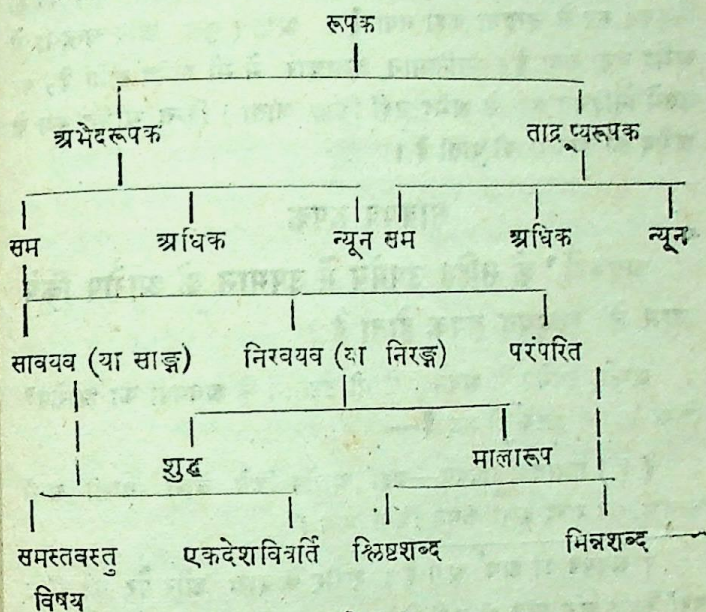 रूपक
अभेदरूपक ताद्रूप्यरूपक
सम अधिक न्यून सम अधिक न्यून
सावयव (या साङ्ग) निरवयव (या निरङ्ग) परंपरित
शुद्ध मालारूप
समस्तवस्तु एकदेशविवर्ति श्लिष्टशब्द भिन्नशब्द
विषय